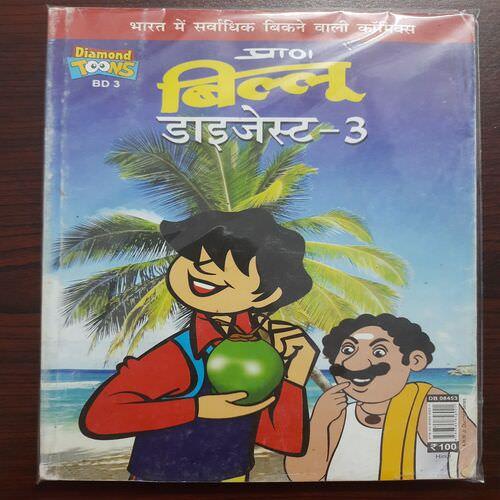 भारत में सर्वाधिक बिकने वाली कॉमिक्स
Diamond
TOONS
BD 3
प्राण
बिल्लू
डाइजेस्ट-3
DB 08453
₹ 100
Hindi